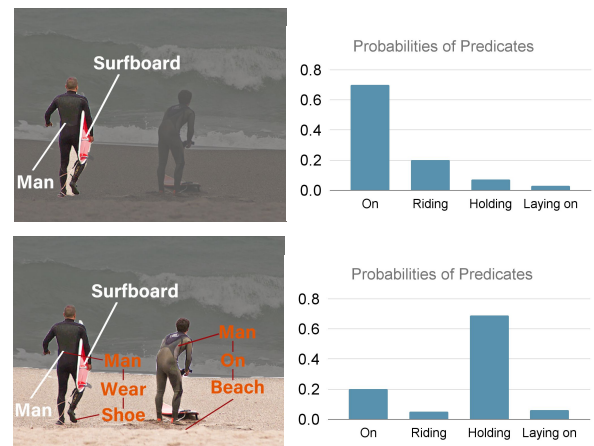 Surfboard
Man
Probabilities of Predicates
0.8
0.6
0.4
0.2
0.0
On Riding Holding Laying on
Surfboard
Man
Man
Wear
Shoe
Man
On
Beach
Probabilities of Predicates
0.8
0.6
0.4
0.2
0.0
On Riding Holding Laying on